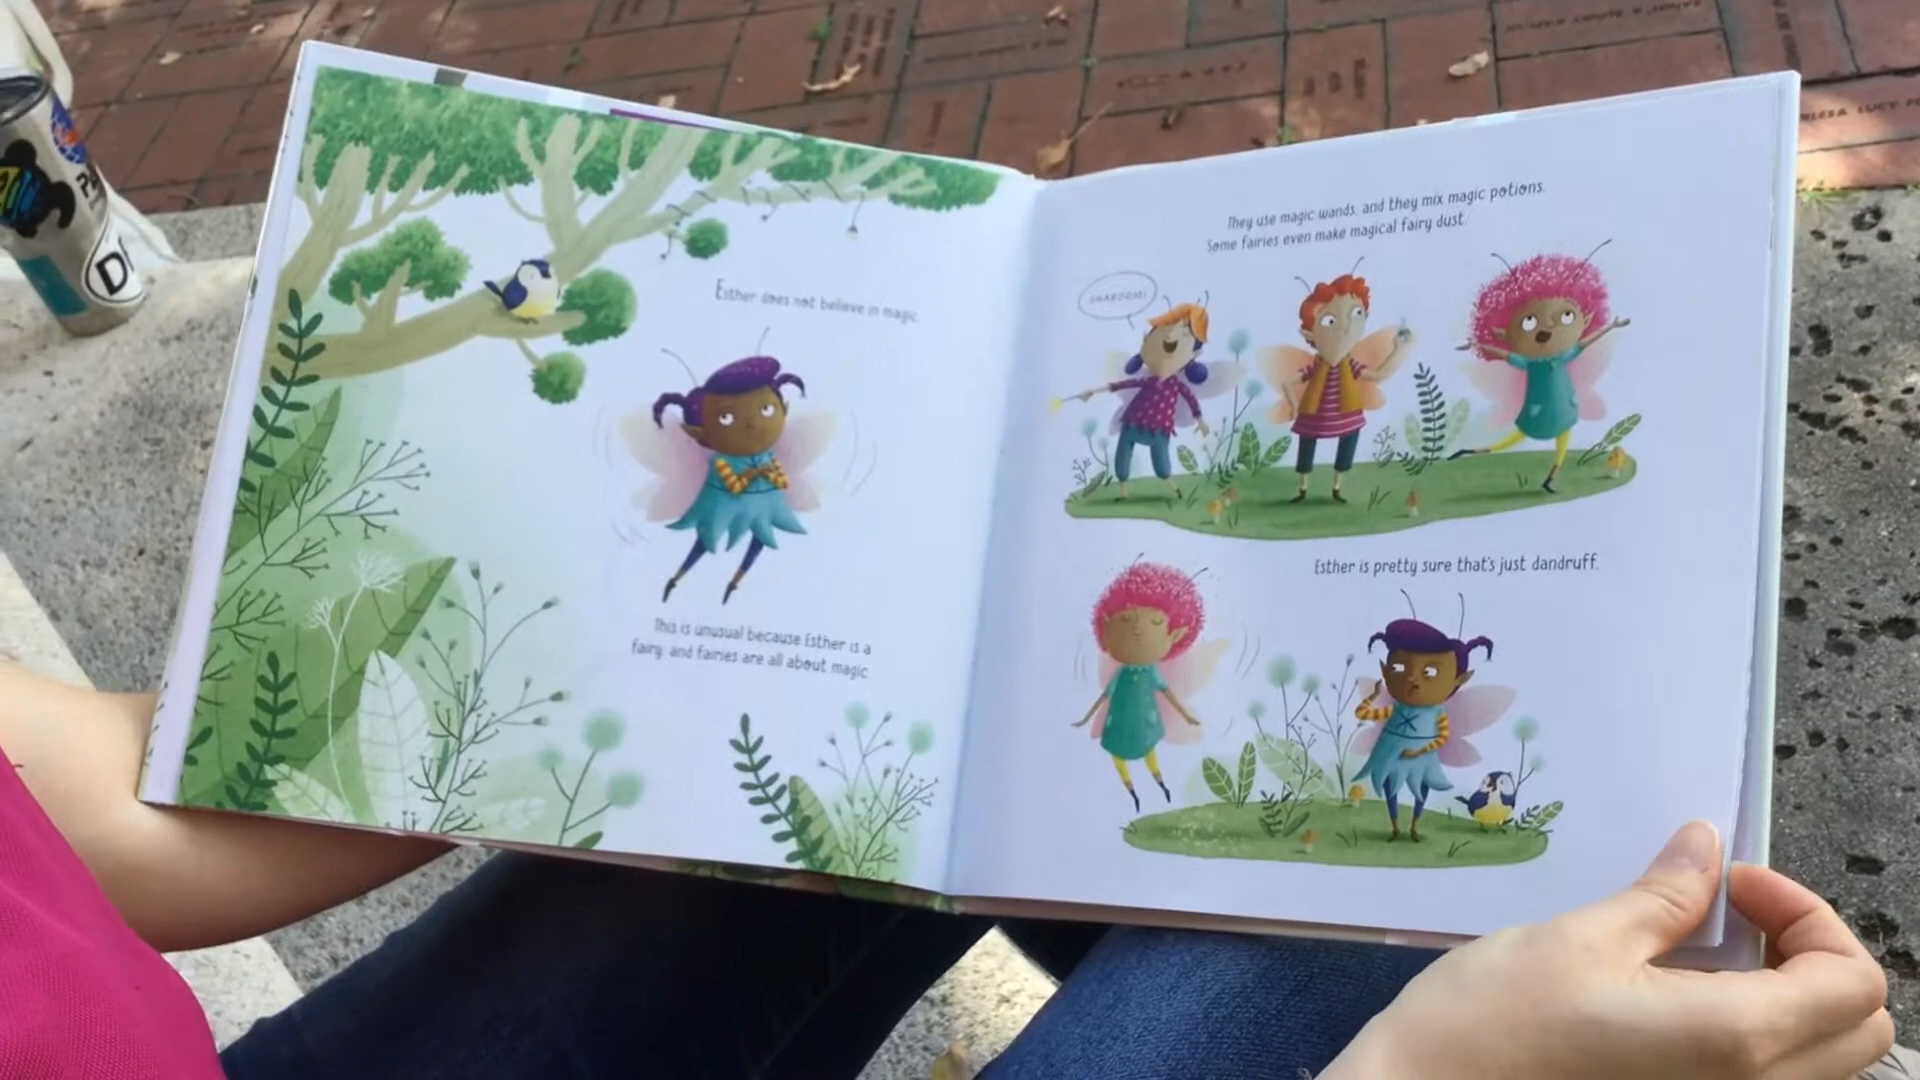 Esther does not believe in magic.
This is unusual because Esther is a
fairy, and fairies are all about magic.
They use magic wands, and they mix magic potions.
Some fairies even make magical fairy dust.
Esther is pretty sure that's just dandruff.